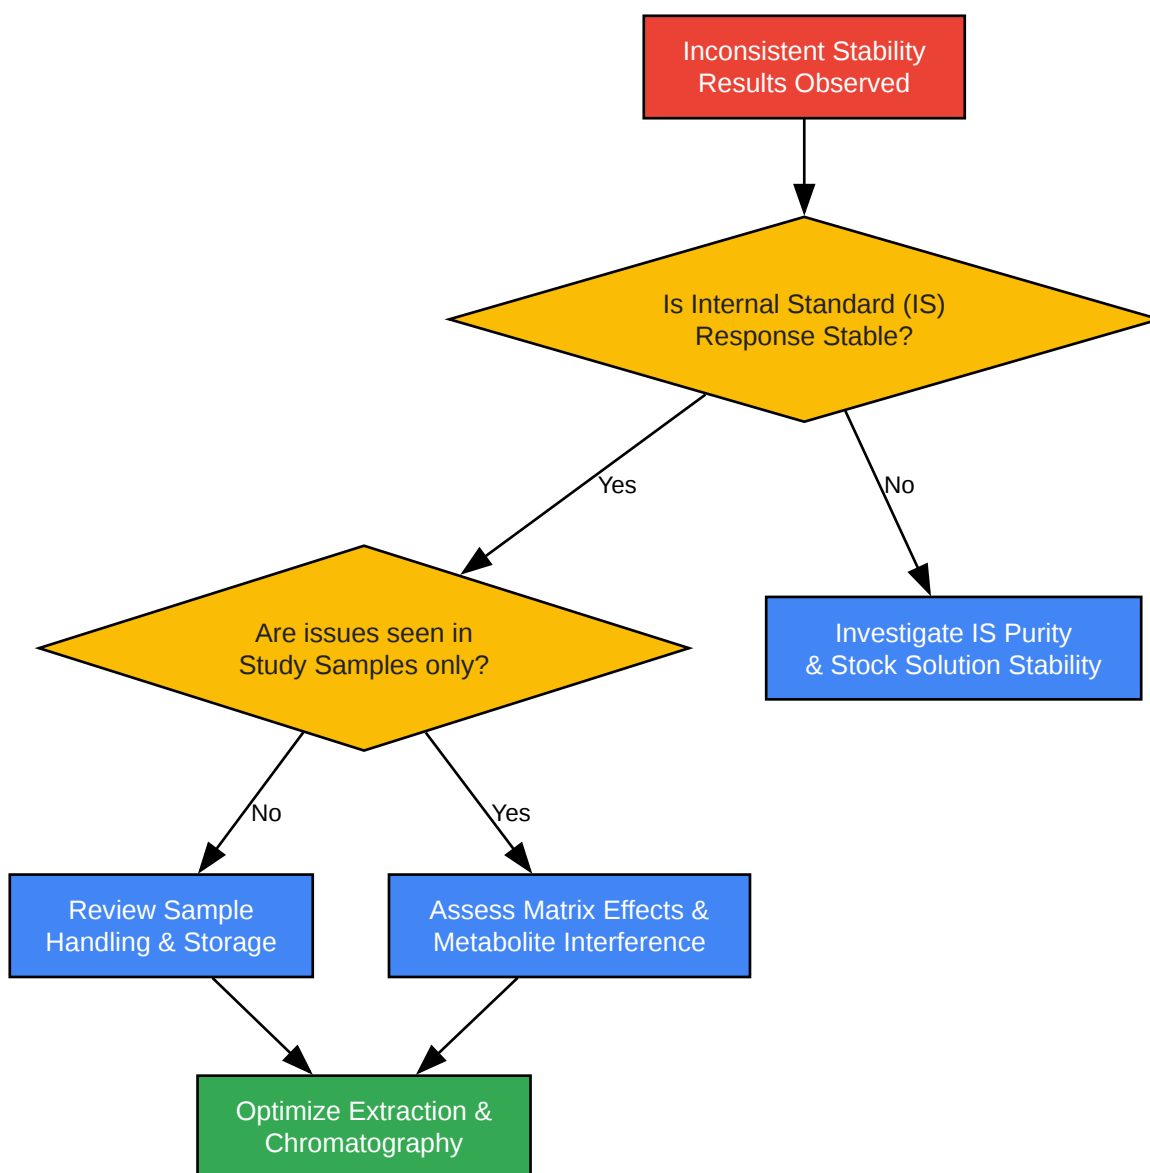 Inconsistent Stability
Results Observed
Is Internal Standard (IS)
Response Stable?
Yes
No
Are issues seen in
Study Samples only?
Investigate IS Purity
& Stock Solution Stability
No
Yes
Review Sample
Handling & Storage
Assess Matrix Effects &
Metabolite Interference
Optimize Extraction &
Chromatography